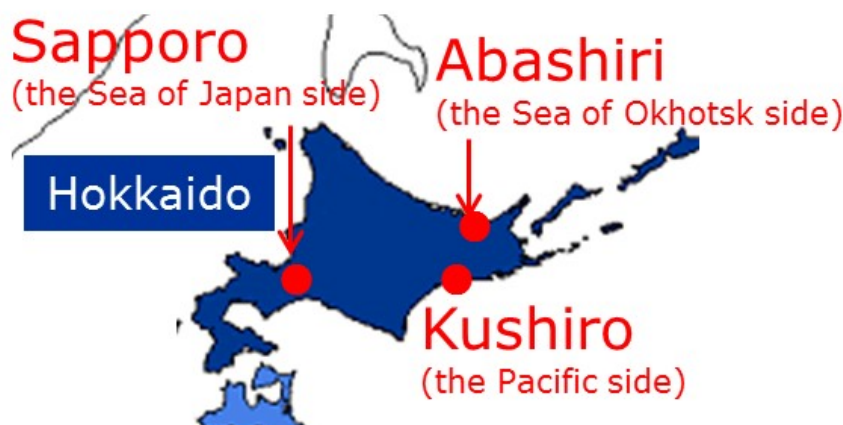 Sapporo
(the Sea of Japan side)
Abashiri
(the Sea of Okhotsk side)
Hokkaido
Kushiro
(the Pacific side)